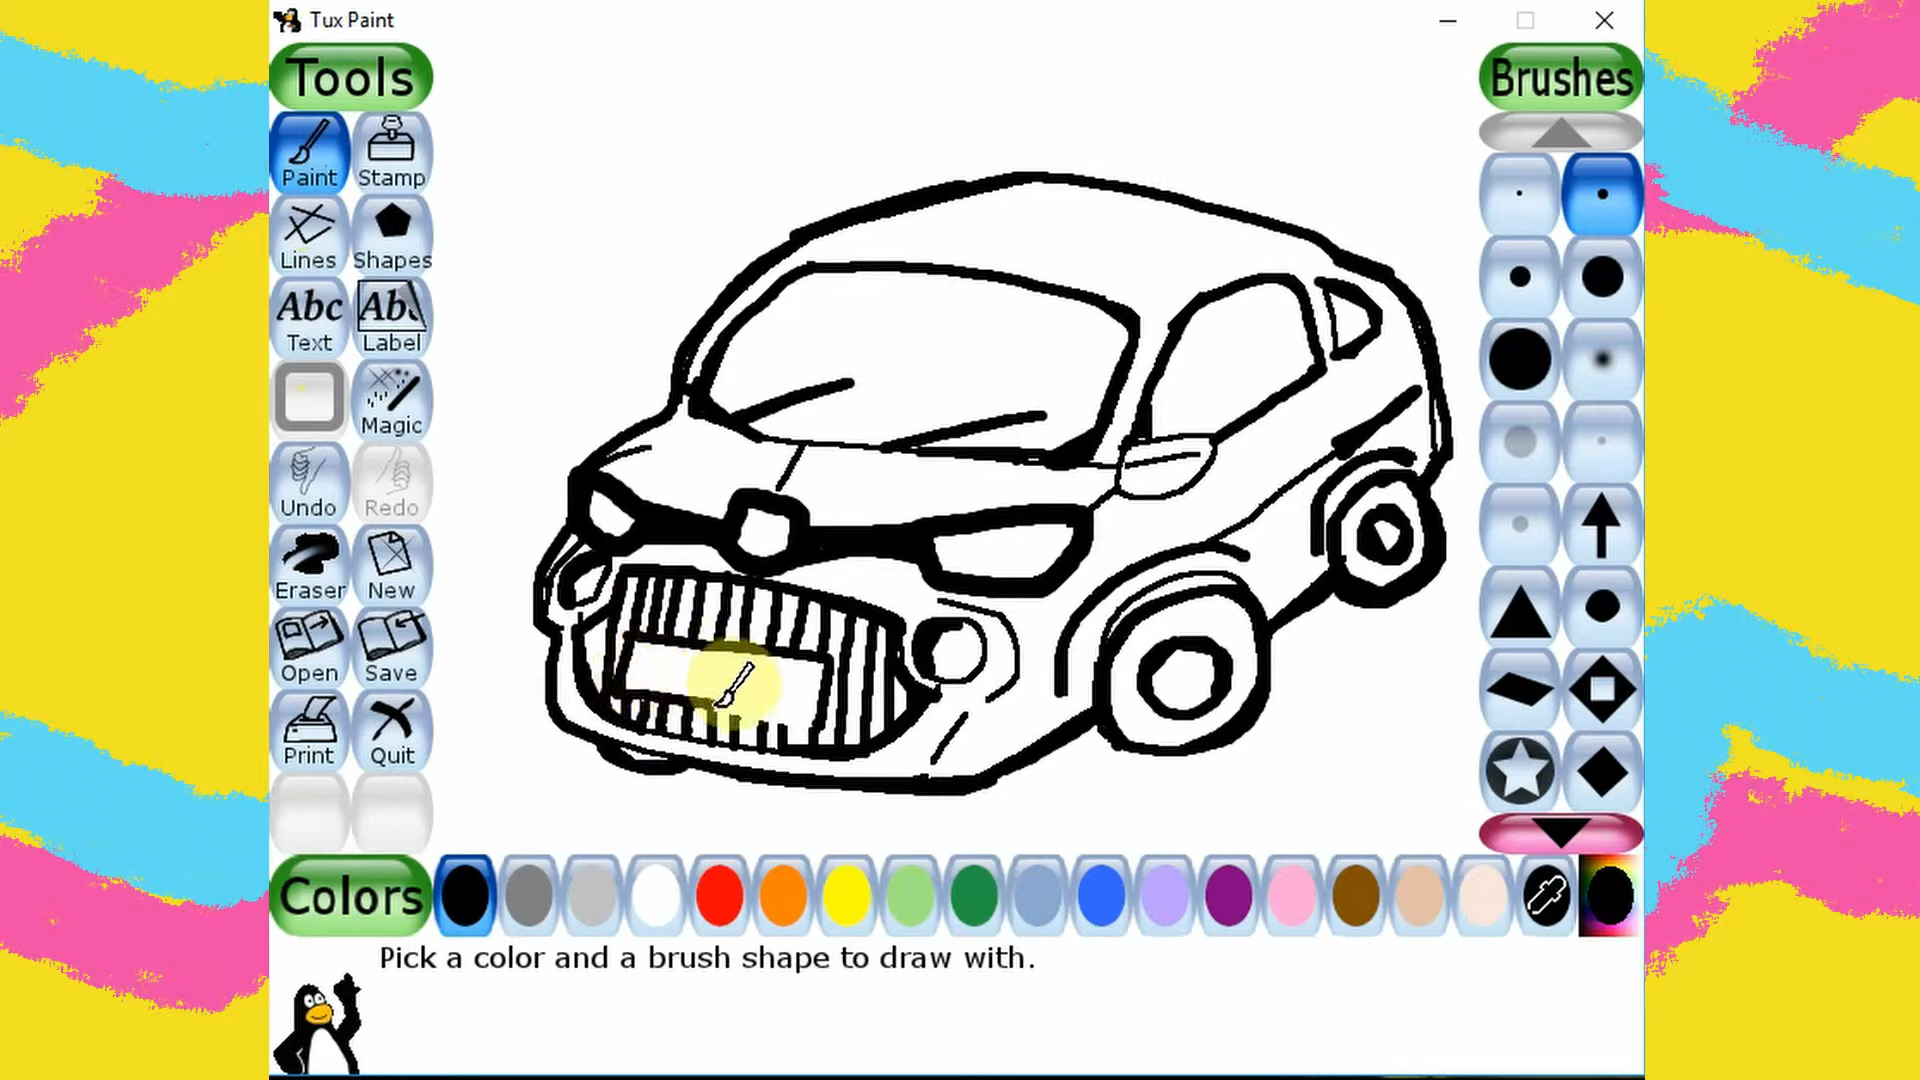 Tux Paint
Tools
Brushes
Paint
Stamp
Lines
Shapes
Abc
Abc
Text
Label
Magic
Undo
Redo
Eraser
New
Open
Save
Print
Quit
Colors
Pick a color and a brush shape to draw with.